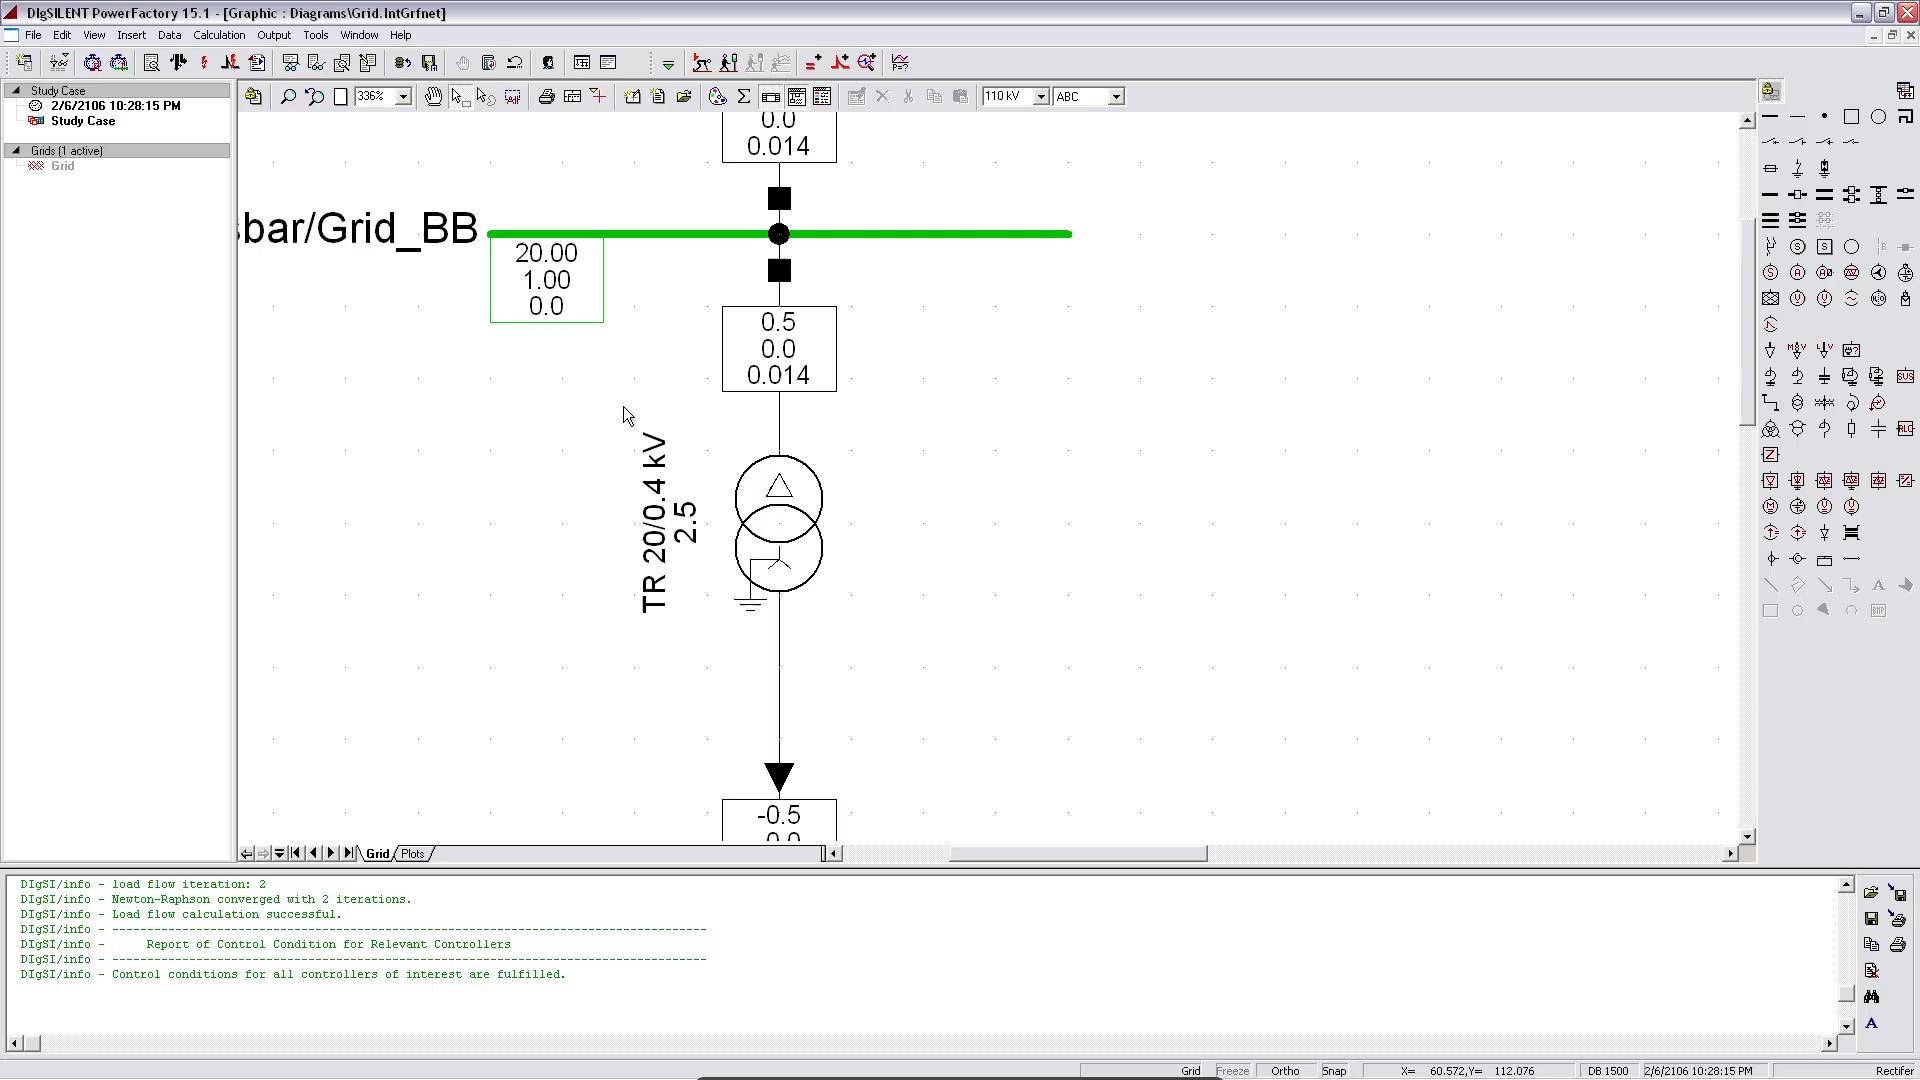 DIgSILENT PowerFactory 15.1 - [Graphic : Diagrams\Grid.IntGrfnet]
File Edit View Insert Data Calculation Output Tools Window Help
Study Case
2/6/2106 10:28:15 PM
Study Case
Grids (1 active)
Grid
336%
110 kV
ABC
0.0
0.014
sbar/Grid_BB
20.00
1.00
0.0
0.5
0.0
0.014
TR 20/0.4 kV
2.5
-0.5
0.0
Grid Plots
DIgSI/info - load flow iteration: 2
DIgSI/info - Newton-Raphson converged with 2 iterations.
DIgSI/info - Load flow calculation successful.
DIgSI/info - --------------------------------------------------------------------------------
DIgSI/info - Report of Control Condition for Relevant Controllers
DIgSI/info - --------------------------------------------------------------------------------
DIgSI/info - Control conditions for all controllers of interest are fulfilled.
Grid Freeze Ortho Snap X= 60.572,Y= 112.076 DB 1500 2/6/2106 10:28:15 PM Rectifier